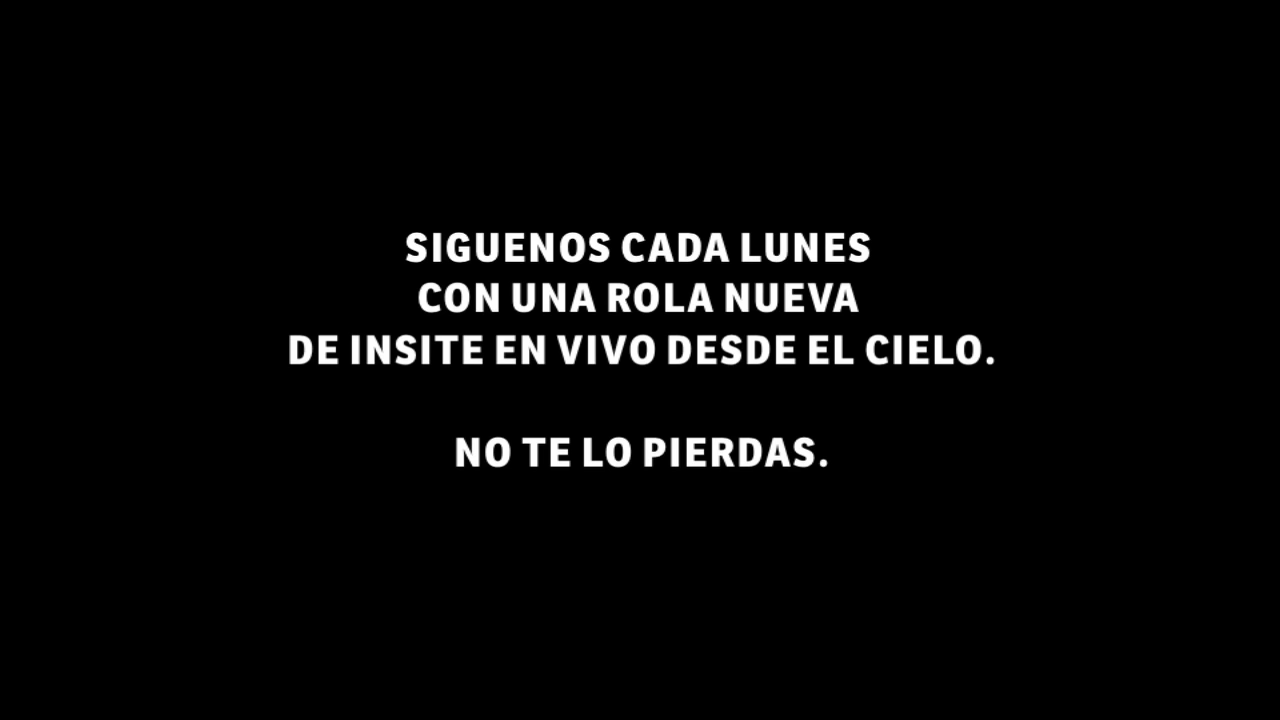 SIGUENOS CADA LUNES
CON UNA ROLA NUEVA
DE INSITE EN VIVO DESDE EL CIELO.
NO TE LO PIERDAS.